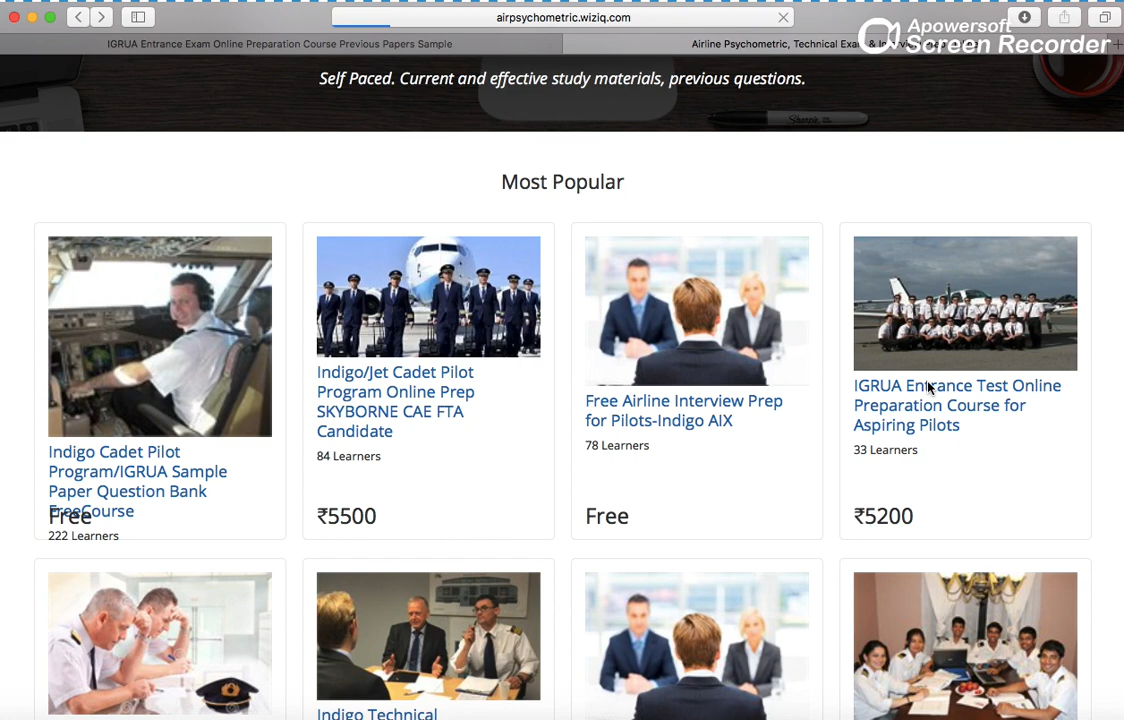 airpsychometric.wiziq.com
Apowersoft
Screen Recorder
IGRUA Entrance Exam Online Preparation Course Previous Papers Sample
Airline Psychometric, Technical Exam & Interview
Self Paced. Current and effective study materials, previous questions.
Sharpie
Most Popular
Indigo Cadet Pilot
Program/IGRUA Sample
Paper Question Bank
FreeCourse
Free
222 Learners
Indigo/Jet Cadet Pilot
Program Online Prep
SKYBORNE CAE FTA
Candidate
84 Learners
₹5500
Free Airline Interview Prep
for Pilots-Indigo AIX
78 Learners
Free
IGRUA Entrance Test Online
Preparation Course for
Aspiring Pilots
33 Learners
₹5200
Indigo Technical